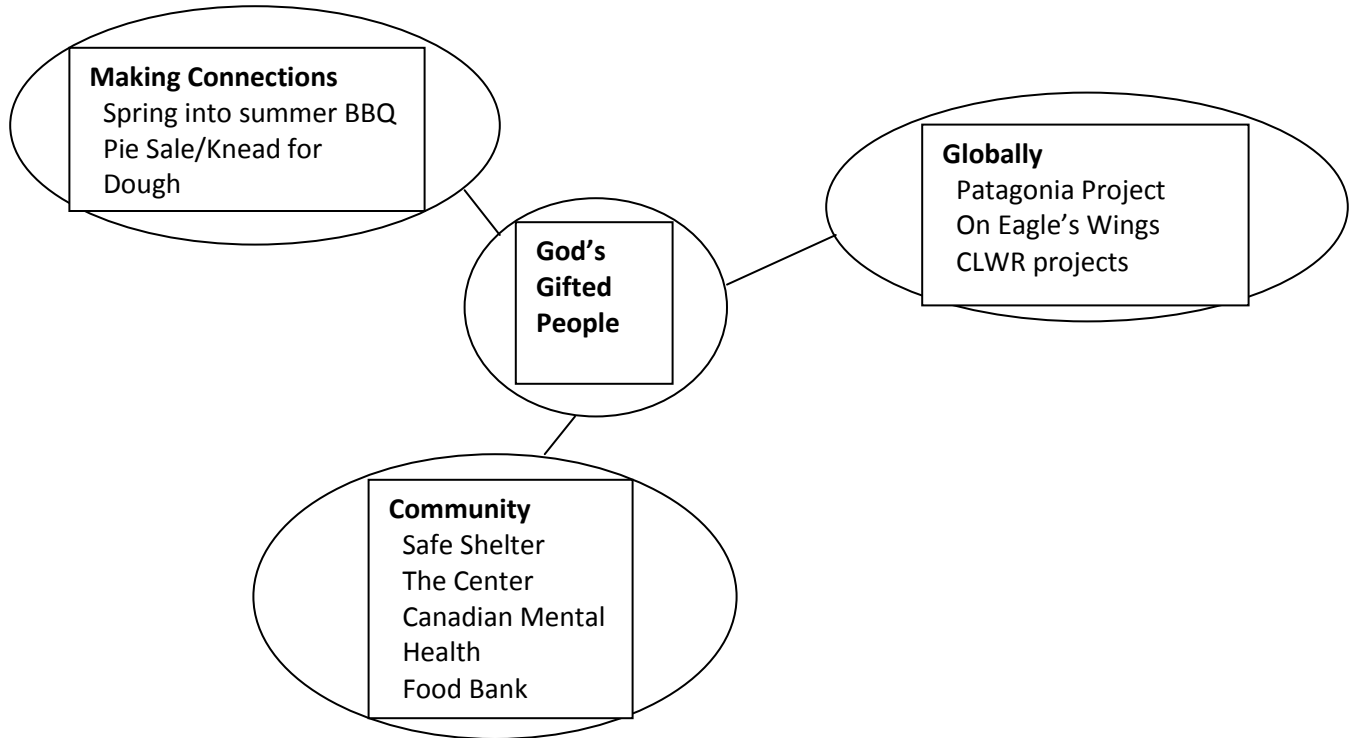 Making Connections
Spring into summer BBQ
Pie Sale/Knead for
Dough
Globally
Patagonia Project
On Eagle’s Wings
CLWR projects
God’s
Gifted
People
Community
Safe Shelter
The Center
Canadian Mental
Health
Food Bank